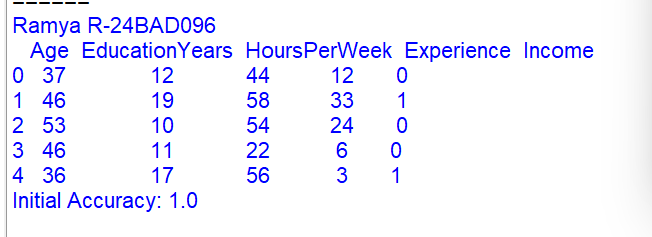 ======
Ramya R-24BAD096
Age EducationYears HoursPerWeek Experience Income
0 37 12 44 12 0
1 46 19 58 33 1
2 53 10 54 24 0
3 46 11 22 6 0
4 36 17 56 3 1
Initial Accuracy: 1.0